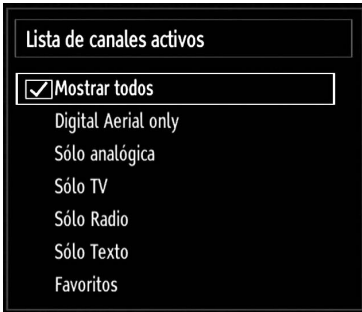 Lista de canales activos
Mostrar todos
Digital Aerial only
Sólo analógica
Sólo TV
Sólo Radio
Sólo Texto
Favoritos